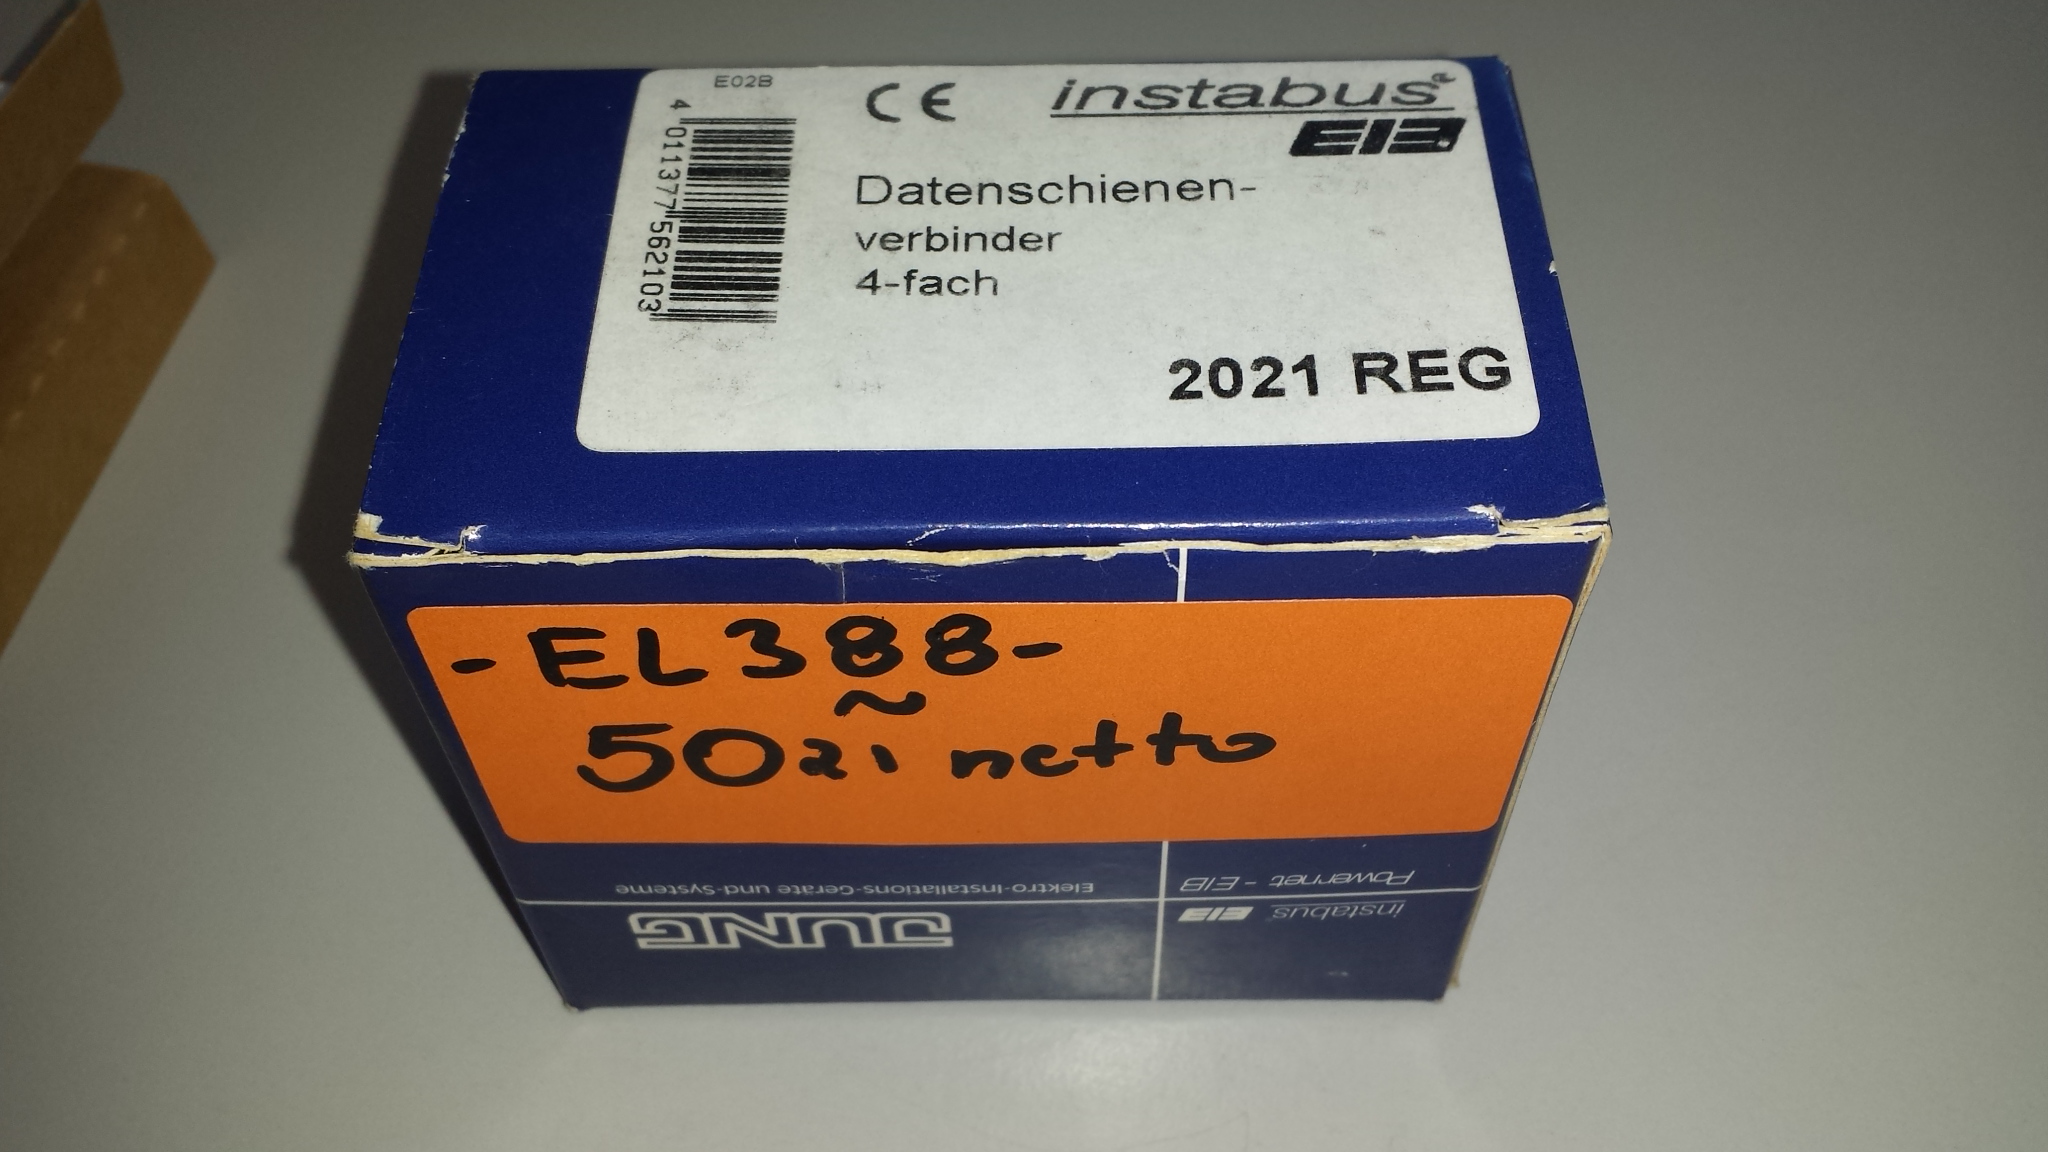 E02B
4 011377 562103
CE
instabus
EIB
Datenschienen-
verbinder
4-fach
2021 REG
-EL388-
~
5021 netto
Elektro-Installations-Geräte und-Systeme
Powernet - EIB
JUNG
instabus EIB